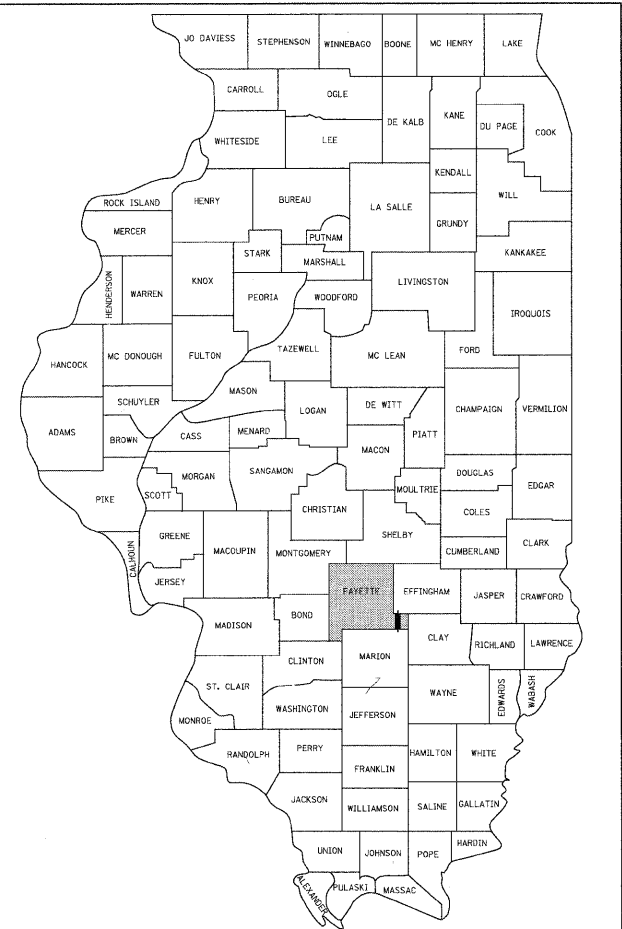 JO DAVIESS
STEPHENSON
WINNEBAGO
BOONE
MC HENRY
LAKE
CARROLL
OGLE
DE KALB
KANE
DU PAGE
COOK
WHITESIDE
LEE
KENDALL
WILL
ROCK ISLAND
HENRY
BUREAU
LA SALLE
GRUNDY
MERCER
PUTNAM
KANKAKEE
STARK
MARSHALL
HENDERSON
WARREN
KNOX
PEORIA
WOODFORD
LIVINGSTON
IROQUOIS
HANCOCK
MC DONOUGH
FULTON
TAZEWELL
MC LEAN
FORD
MASON
SCHUYLER
LOGAN
DE WITT
CHAMPAIGN
VERMILION
ADAMS
BROWN
CASS
MENARD
MACON
PIATT
PIKE
SCOTT
MORGAN
SANGAMON
MOULTRIE
DOUGLAS
EDGAR
CHRISTIAN
COLES
CALHOUN
GREENE
MACOUPIN
MONTGOMERY
SHELBY
CUMBERLAND
CLARK
JERSEY
FAYETTE
EFFINGHAM
JASPER
CRAWFORD
MADISON
BOND
CLAY
RICHLAND
LAWRENCE
CLINTON
MARION
ST. CLAIR
WAYNE
EDWARDS
WABASH
MONROE
WASHINGTON
JEFFERSON
RANDOLPH
PERRY
HAMILTON
WHITE
FRANKLIN
JACKSON
WILLIAMSON
SALINE
GALLATIN
UNION
JOHNSON
POPE
HARDIN
ALEXANDER
PULASKI
MASSAC